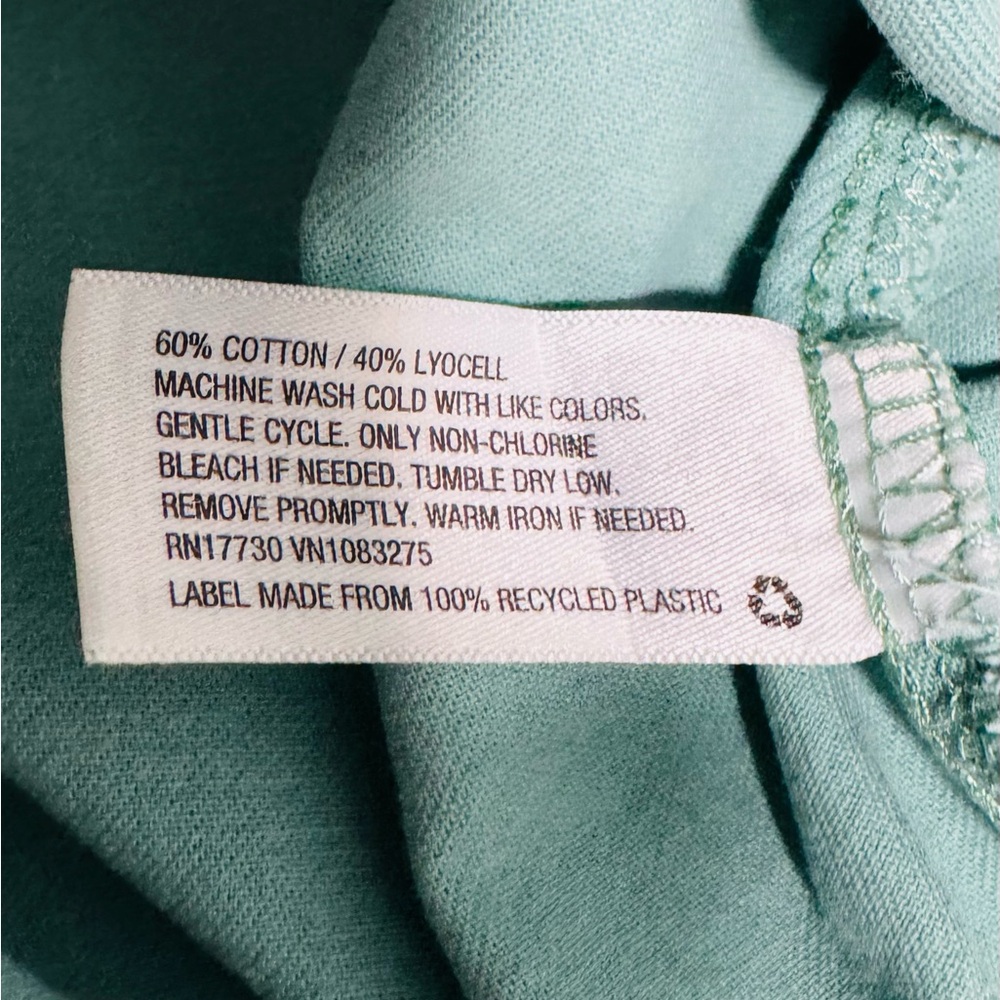 60% COTTON / 40% LYOCELL
MACHINE WASH COLD WITH LIKE COLORS.
GENTLE CYCLE. ONLY NON-CHLORINE
BLEACH IF NEEDED. TUMBLE DRY LOW.
REMOVE PROMPTLY. WARM IRON IF NEEDED.
RN17730 VN1083275
LABEL MADE FROM 100% RECYCLED PLASTIC